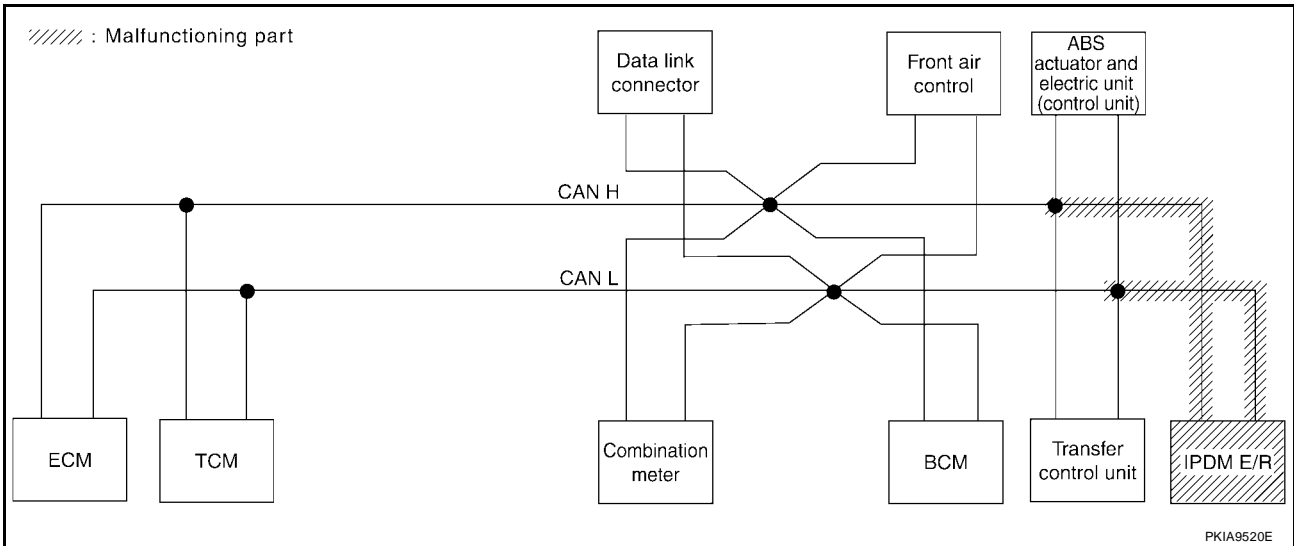 : Malfunctioning part
Data link
connector
Front air
control
ABS
actuator and
electric unit
(control unit)
CAN H
CAN L
ECM
TCM
Combination
meter
BCM
Transfer
control unit
IPDM E/R
PKIA9520E